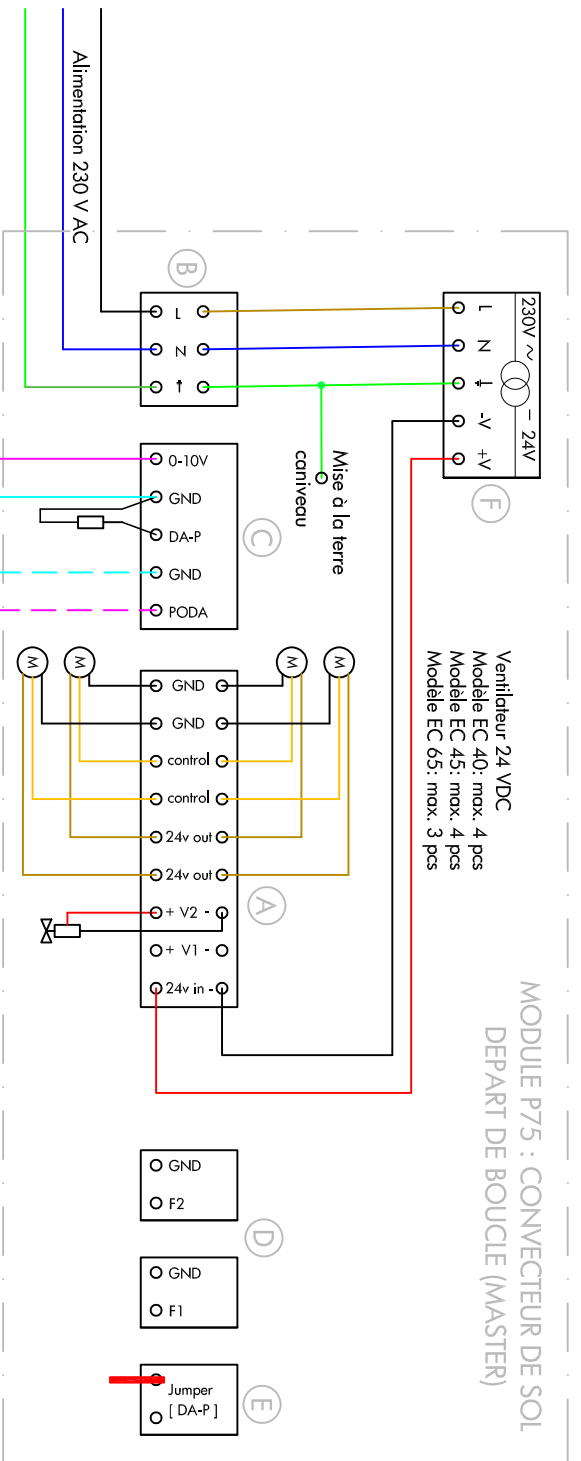 Alimentation 230 V AC
B
L
N
230V ~ – 24V
L
N
-V
+V
F
Mise à la terre
caniveau
0-10V
GND
DA-P
GND
PODA
C
Ventilateur 24 VDC
Modèle EC 40: max. 4 pcs
Modèle EC 45: max. 4 pcs
Modèle EC 65: max. 3 pcs
M
M
M
M
GND
GND
control
control
24v out
24v out
+ V2 -
+ V1 -
24v in -
A
MODULE P75 : CONVECTEUR DE SOL
DEPART DE BOUCLE (MASTER)
GND
F2
D
GND
F1
Jumper
[ DA-P ]
E